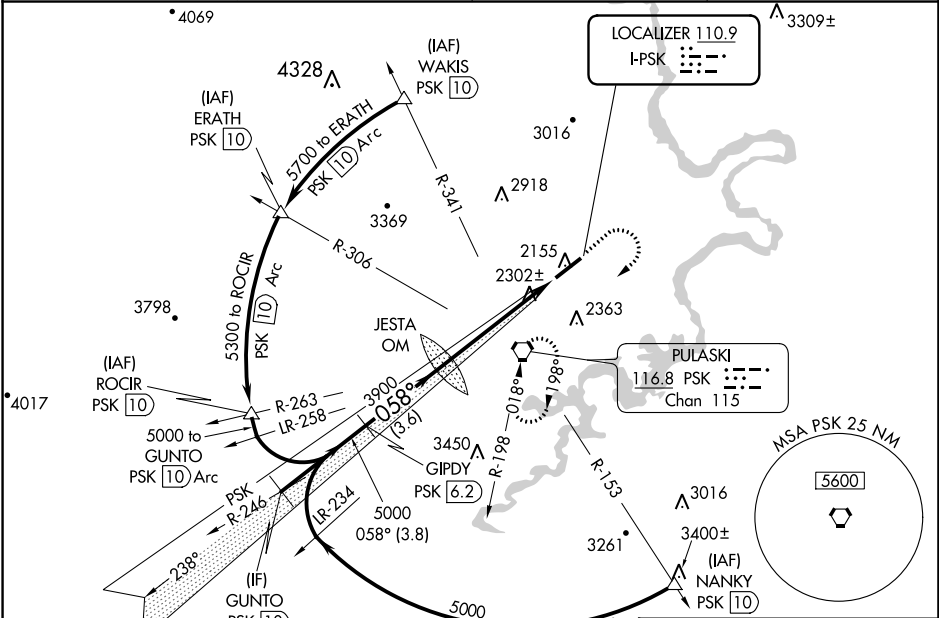 4069
3309±
LOCALIZER 110.9
I-PSK
(IAF)
WAKIS
PSK 10
4328
(IAF)
ERATH
PSK 10
5700 to ERATH
PSK 10 Arc
3016
R-341
2918
3369
R-306
2155
2302±
5300 to ROCIR
PSK 10 Arc
3798
JESTA
OM
2363
PULASKI
116.8 PSK
Chan 115
(IAF)
ROCIR
PSK 10
4017
R-263
LR-258
3900
058°
(3.6)
018°
198°
5000 to
GUNTO
PSK 10 Arc
3450
GIPDY
PSK 6.2
R-198
R-153
MSA PSK 25 NM
5600
PSK
R-246
LR-234
5000
058° (3.8)
3016
3261
3400±
238°
(IF)
GUNTO
PSK 10
(IAF)
NANKY
PSK 10
5000